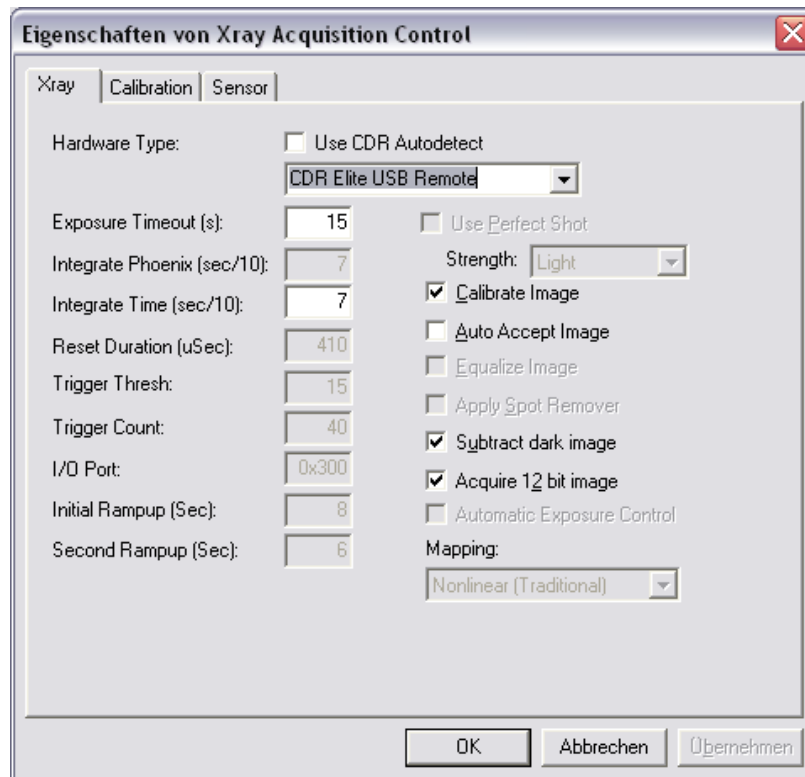 Eigenschaften von Xray Acquisition Control
Xray
Calibration
Sensor
Hardware Type:
Use CDR Autodetect
CDR Elite USB Remote
Exposure Timeout (s):
15
Integrate Phoenix (sec/10):
7
Integrate Time (sec/10):
7
Reset Duration (uSec):
410
Trigger Thresh:
15
Trigger Count:
40
I/O Port:
0x300
Initial Rampup (Sec):
8
Second Rampup (Sec):
6
Use Perfect Shot
Strength:
Light
Calibrate Image
Auto Accept Image
Equalize Image
Apply Spot Remover
Subtract dark image
Acquire 12 bit image
Automatic Exposure Control
Mapping:
Nonlinear (Traditional)
OK
Abbrechen
Übernehmen